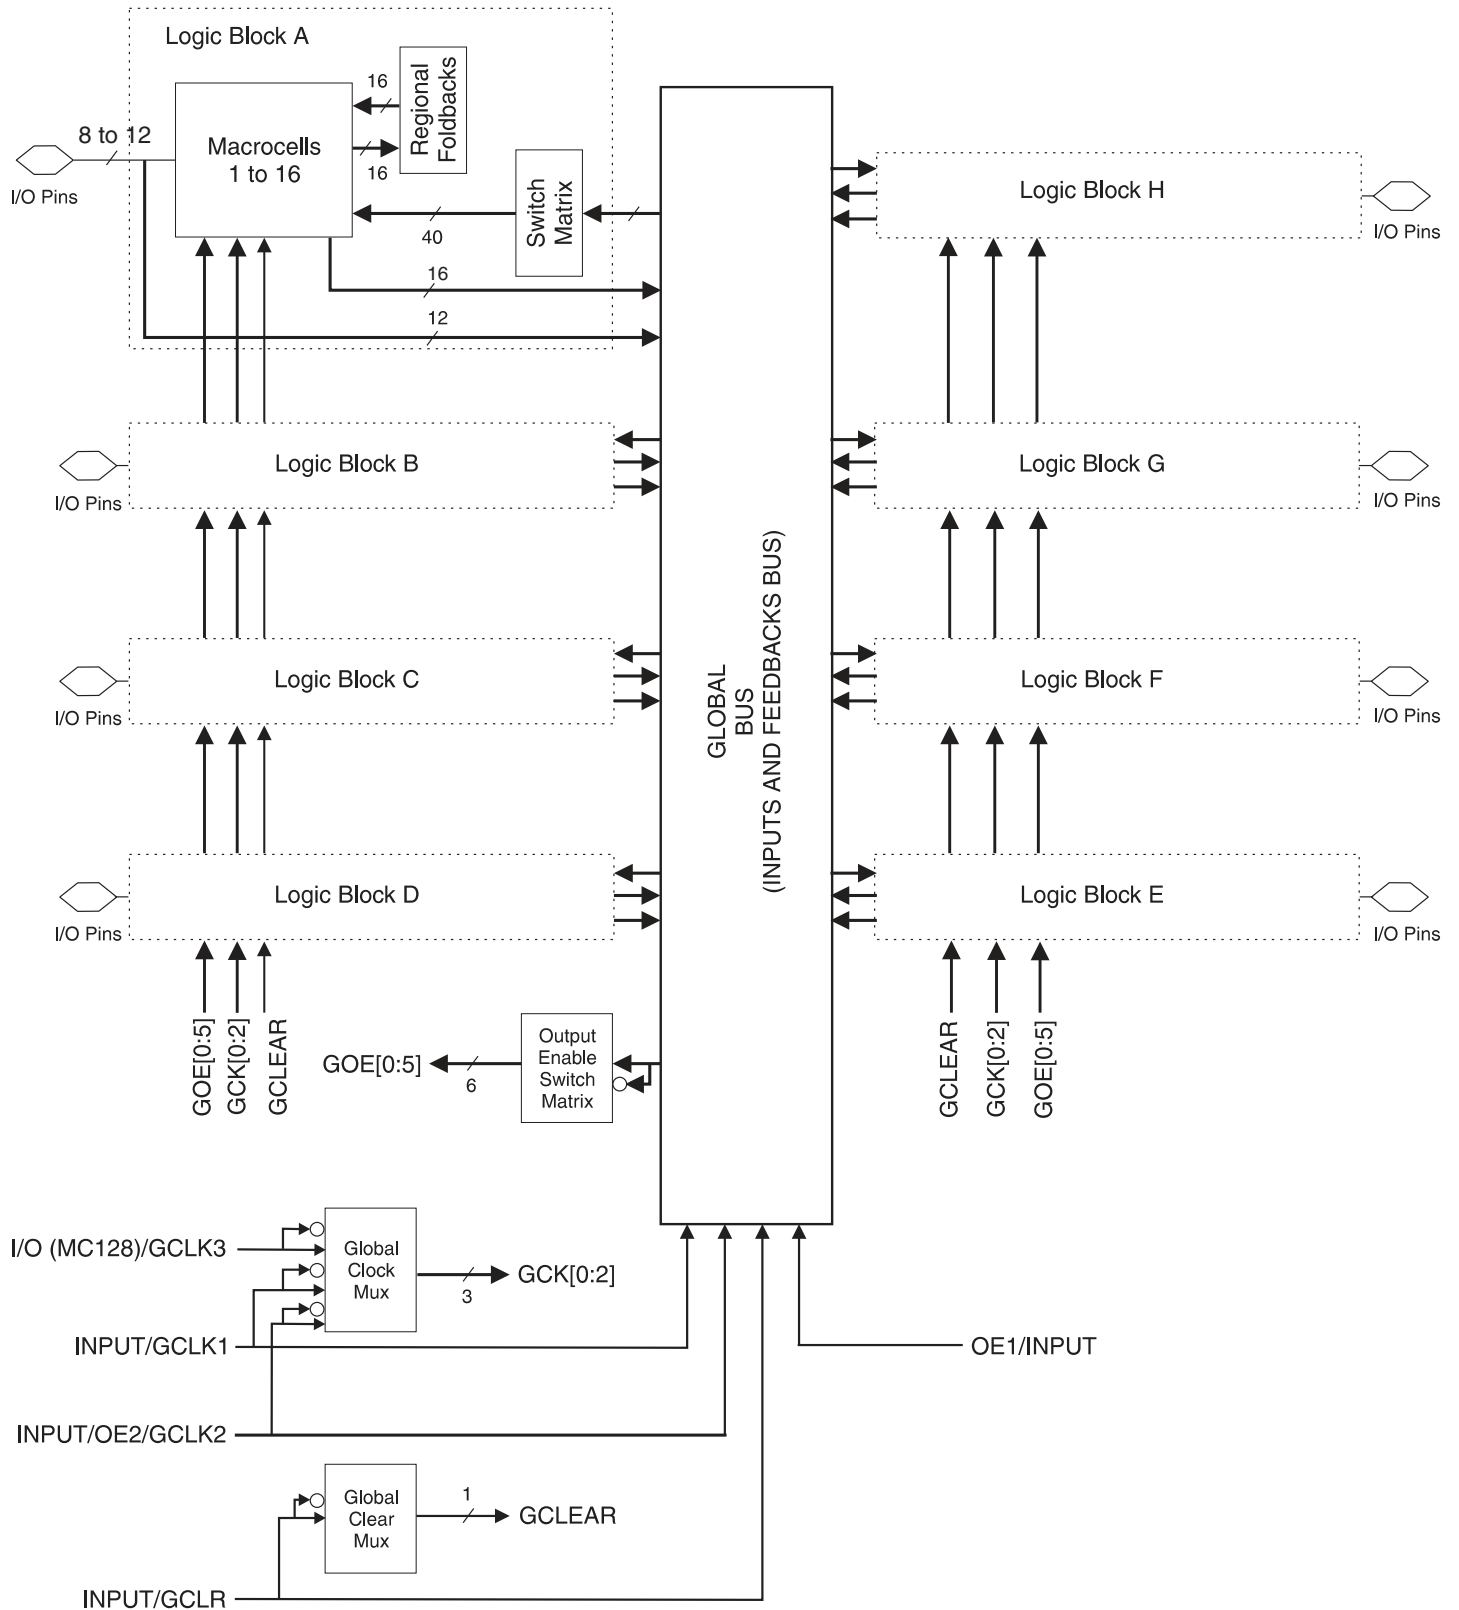 Logic Block A
Regional
Foldbacks
16
16
Macrocells
1 to 16
8 to 12
I/O Pins
Switch
Matrix
40
16
12
Logic Block H
I/O Pins
Logic Block B
I/O Pins
Logic Block G
I/O Pins
Logic Block C
I/O Pins
Logic Block F
I/O Pins
GLOBAL
BUS
(INPUTS AND FEEDBACKS BUS)
Logic Block D
I/O Pins
Logic Block E
I/O Pins
GOE[0:5]
GCK[0:2]
GCLEAR
GCLEAR
GCK[0:2]
GOE[0:5]
GOE[0:5]
6
Output
Enable
Switch
Matrix
I/O (MC128)/GCLK3
Global
Clock
Mux
3
GCK[0:2]
INPUT/GCLK1
OE1/INPUT
INPUT/OE2/GCLK2
Global
Clear
Mux
1
GCLEAR
INPUT/GCLR